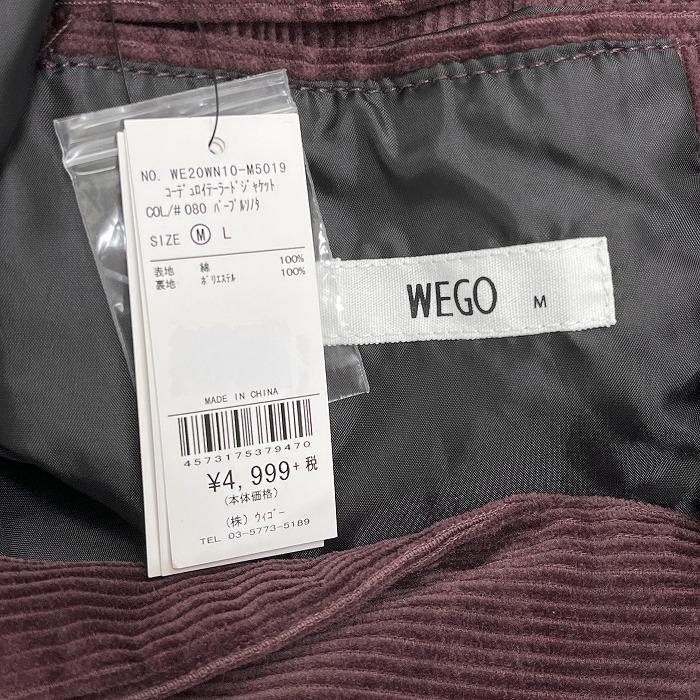 NO. WE20WN10-M5019
コーデュロイテーラードジャケット
COL/#080 パープルソノタ
SIZE M L
表地 綿 100%
裏地 ポリエステル 100%
MADE IN CHINA
4573175379470
¥4,999+税
(本体価格)
(株) ウィゴー
TEL 03-5773-5189
WEGO M